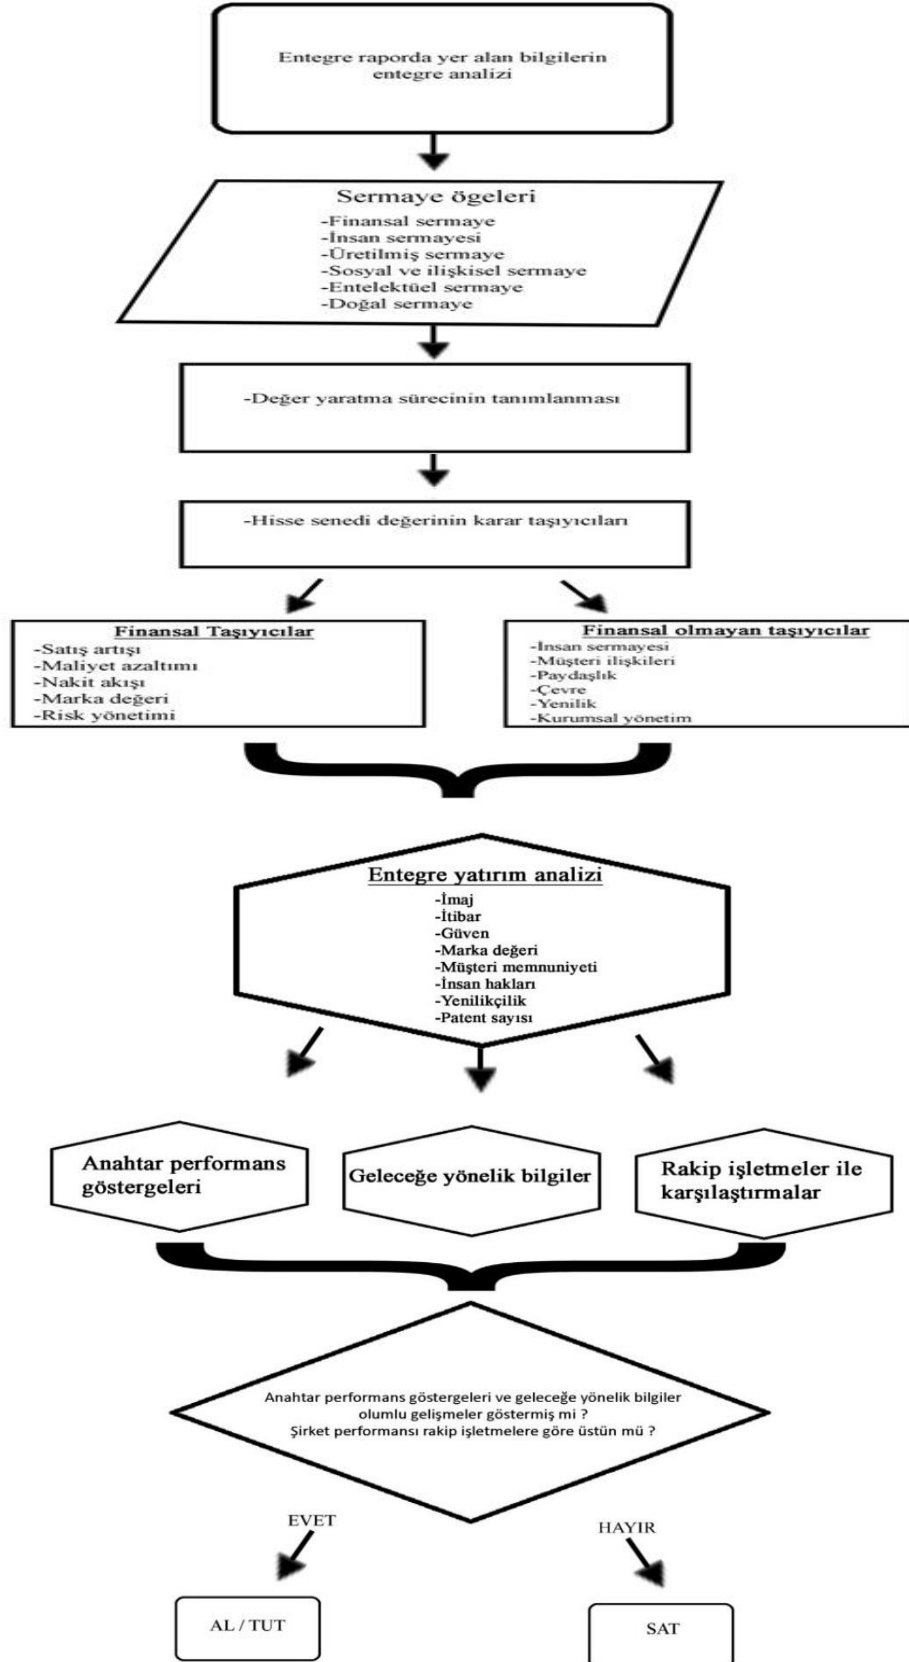 Entegre raporda yer alan bilgilerin
entegre analizi
Sermaye ögeleri
-Finansal sermaye
-İnsan sermayesi
-Üretilmiş sermaye
-Sosyal ve ilişkisel sermaye
-Entelektüel sermaye
-Doğal sermaye
-Değer yaratma sürecinin tanımlanması
-Hisse senedi değerinin karar taşıyıcıları
Finansal Taşıyıcılar
-Satış artışı
-Maliyet azaltımı
-Nakit akışı
-Marka değeri
-Risk yönetimi
Finansal olmayan taşıyıcılar
-İnsan sermayesi
-Müşteri ilişkileri
-Paydaşlık
-Çevre
-Yenilik
-Kurumsal yönetim
Entegre yatırım analizi
-İmaj
-İtibar
-Güven
-Marka değeri
-Müşteri memnuniyeti
-İnsan hakları
-Yenilikçilik
-Patent sayısı
Anahtar performans
göstergeleri
Geleceğe yönelik bilgiler
Rakip işletmeler ile
karşılaştırmalar
Anahtar performans göstergeleri ve geleceğe yönelik bilgiler
olumlu gelişmeler göstermiş mi ?
Şirket performansı rakip işletmelere göre üstün mü ?
EVET
HAYIR
AL / TUT
SAT